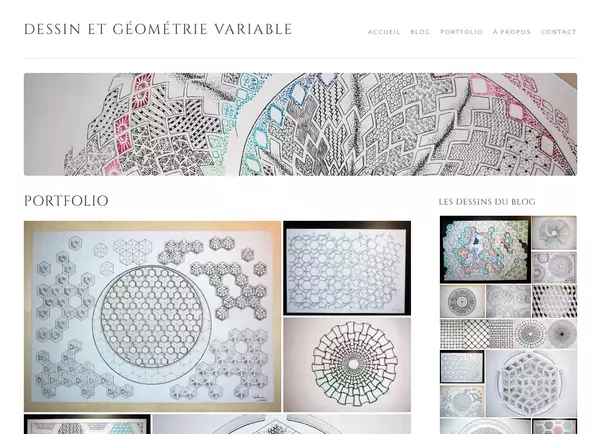 DESSIN ET GÉOMÉTRIE VARIABLE
ACCUEIL BLOG PORTFOLIO À PROPOS CONTACT
PORTFOLIO
LES DESSINS DU BLOG